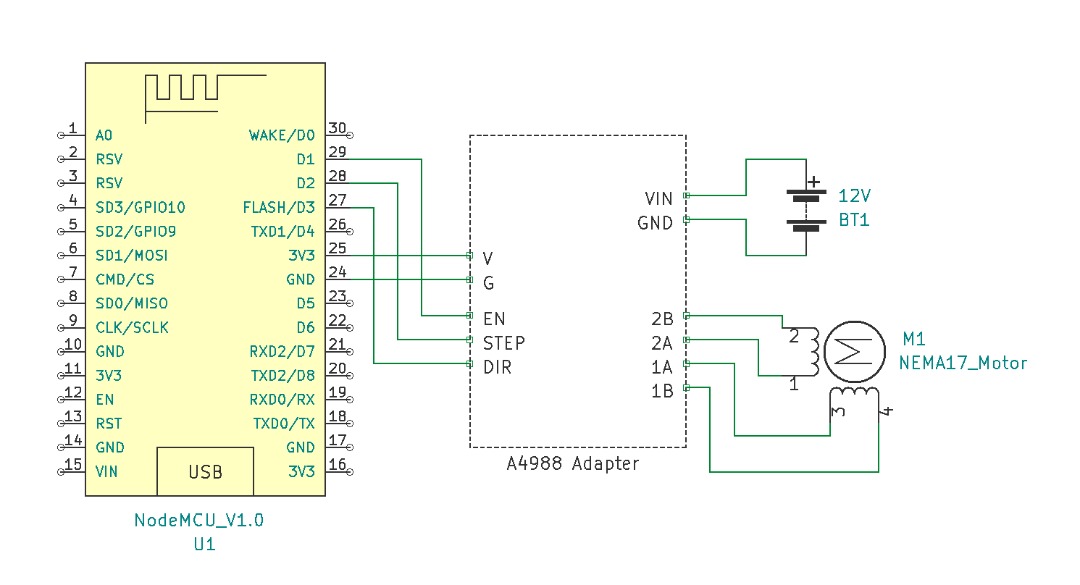 1 A0 WAKE/D0 30
2 RSV D1 29
3 RSV D2 28
4 SD3/GPIO10 FLASH/D3 27
5 SD2/GPIO9 TXD1/D4 26
6 SD1/MOSI 3V3 25
7 CMD/CS GND 24
8 SD0/MISO D5 23
9 CLK/SCLK D6 22
10 GND RXD2/D7 21
11 3V3 TXD2/D8 20
12 EN RXD0/RX 19
13 RST TXD0/TX 18
14 GND GND 17
15 VIN USB 3V3 16
NodeMCU_V1.0
U1
V
G
EN
STEP
DIR
VIN
GND
2B
2A
1A
1B
A4988 Adapter
+
12V
BT1
2
1
3
4
M1
NEMA17_Motor